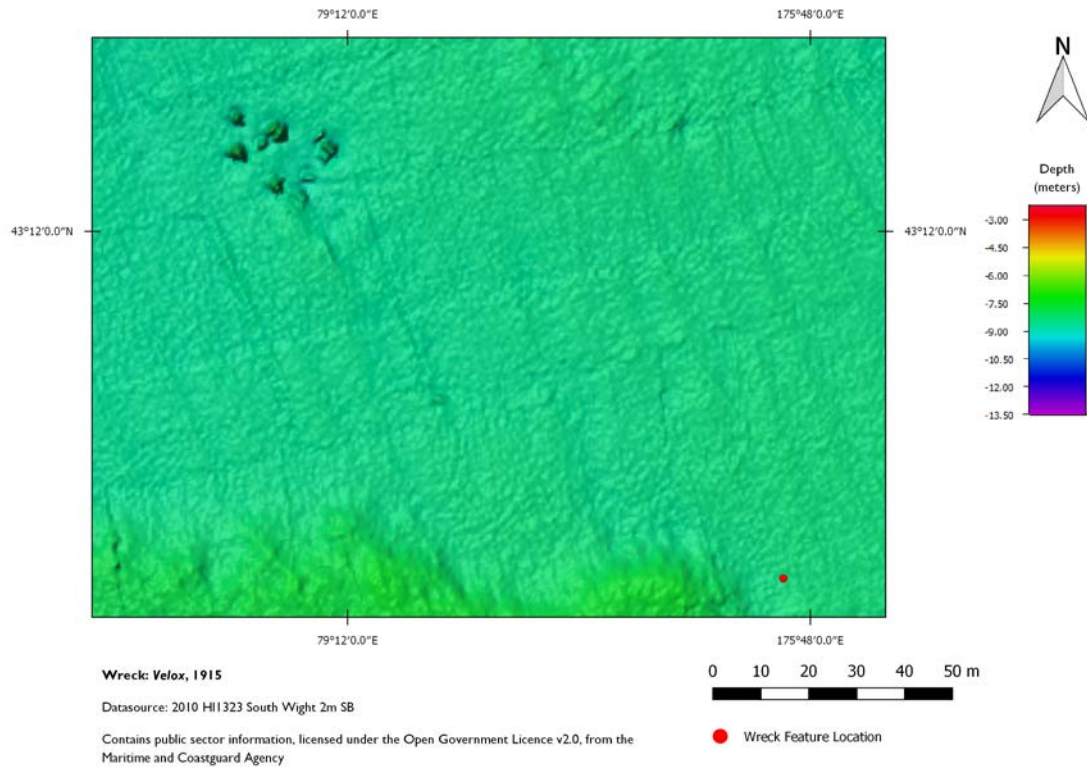 79°12'0.0"E
175°48'0.0"E
N
Depth
(meters)
-3.00
-4.50
-6.00
-7.50
-9.00
-10.50
-12.00
-13.50
43°12'0.0"N
43°12'0.0"N
79°12'0.0"E
175°48'0.0"E
Wreck: Velox, 1915
Datasource: 2010 HI1323 South Wight 2m SB
Contains public sector information, licensed under the Open Government Licence v2.0, from the
Maritime and Coastguard Agency
0 10 20 30 40 50 m
Wreck Feature Location